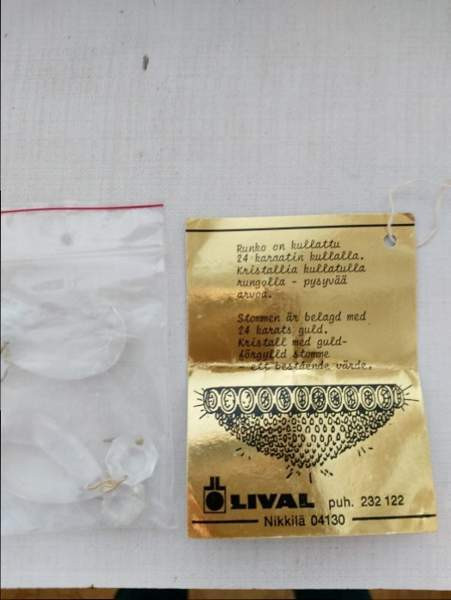 Runko on kullattu
24 karaatin kullalla.
Kristallia kullatulla
rungolla - pysyvää
arvoa.
Stommen är belagd med
24 karats guld.
Kristall med guld-
förgylld stomme
- ett bestående värde.
LIVAL puh. 232 122
Nikkilä 04130